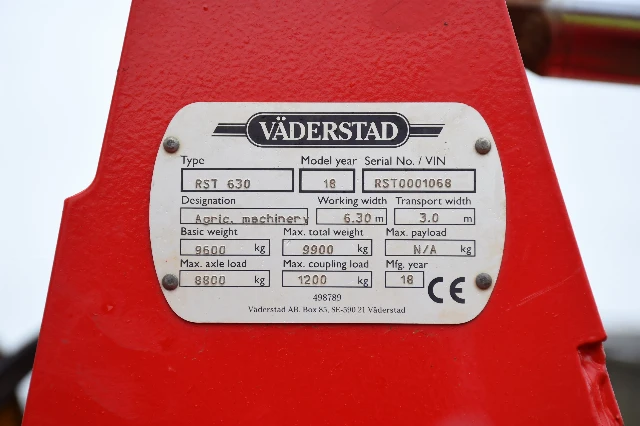 VÄDERSTAD
Type Model year Serial No. / VIN
RST 630 18 RST0001068
Designation Working width Transport width
Agric. machinery 6.30 m 3.0 m
Basic weight Max. total weight Max. payload
9600 kg 9900 kg N/A kg
Max. axle load Max. coupling load Mfg. year
8800 kg 1200 kg 18 CE
498789
Väderstad AB. Box 85, SE-590 21 Väderstad